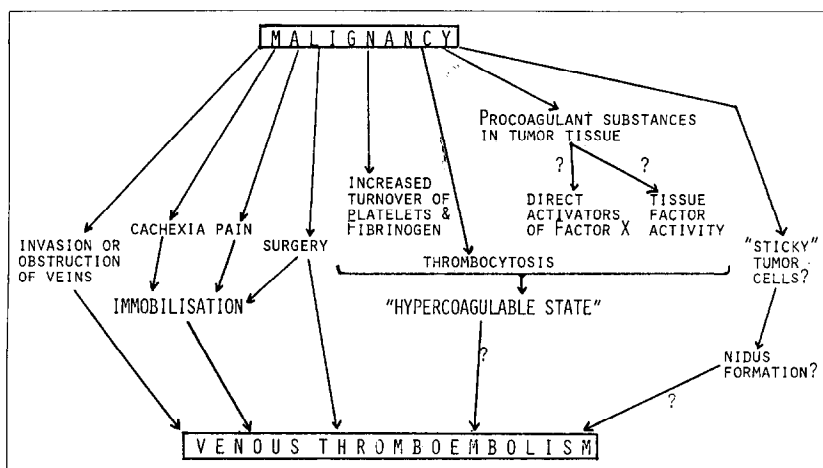 MALIGNANCY
PROCOAGULANT SUBSTANCES
IN TUMOR TISSUE
?
?
INCREASED
TURNOVER OF
PLATELETS &
FIBRINOGEN
DIRECT
ACTIVATORS
OF FACTOR X
TISSUE
FACTOR
ACTIVITY
CACHEXIA PAIN
SURGERY
INVASION OR
OBSTRUCTION
OF VEINS
"STICKY"
TUMOR
CELLS?
THROMBOCYTOSIS
IMMOBILISATION
"HYPERCOAGULABLE STATE"
?
NIDUS
FORMATION?
?
VENOUS THROMBOEMBOLISM